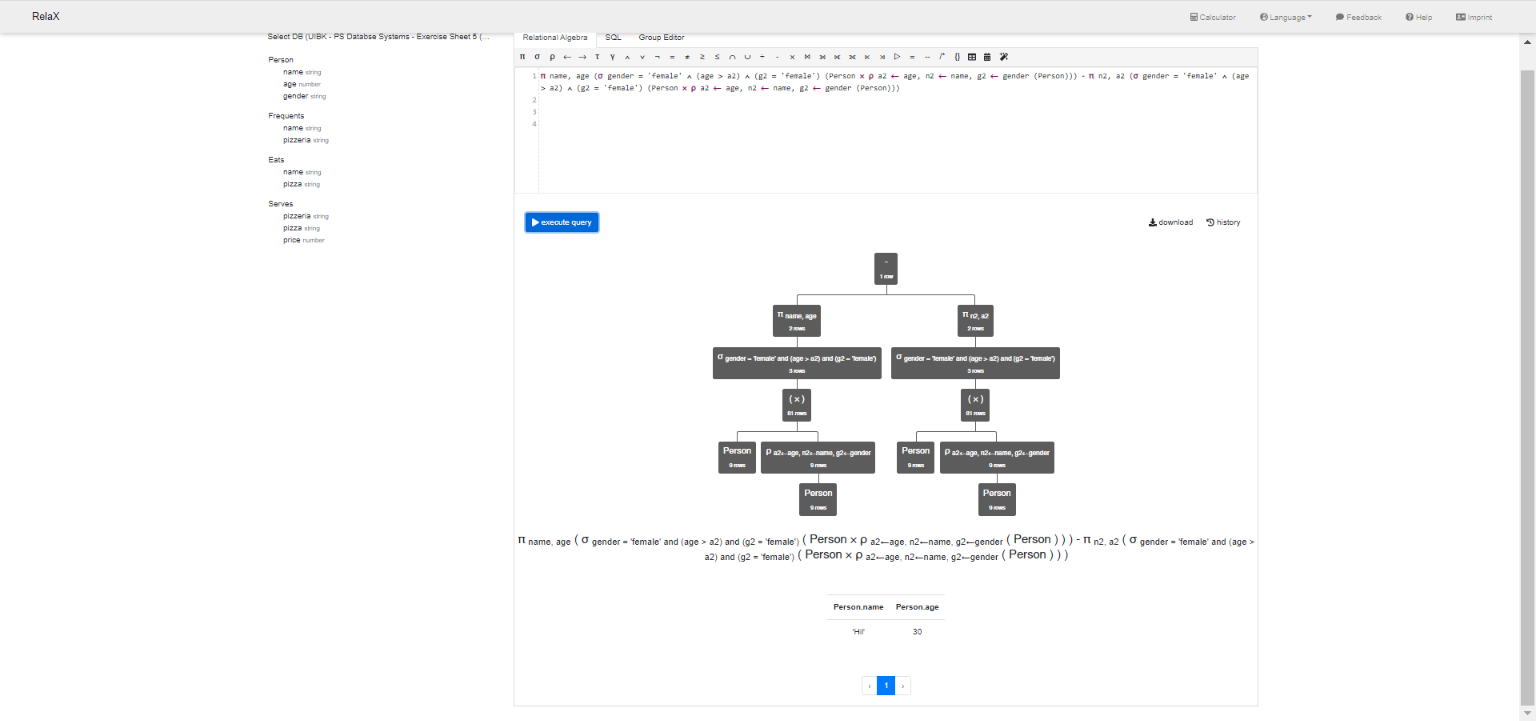 RelaX
Calculator
Language
Feedback
Help
Imprint
Select DB (UIBK - PS Databse Systems - Exercise Sheet 5 (...
Person
name string
age number
gender string
Frequents
name string
pizzeria string
Eats
name string
pizza string
Serves
pizzeria string
pizza string
price number
Relational Algebra SQL Group Editor
π σ ρ ← → τ γ ∧ ∨ ¬ = ≠ ≥ ≤ ∩ ∪ ÷ - ⨯ ⨝ ⟕ ⟖ ⟗ ⋉ ⋊ ▷ = -- /* {}
1 π name, age (σ gender = 'female' ∧ (age > a2) ∧ (g2 = 'female') (Person ⨯ ρ a2 ← age, n2 ← name, g2 ← gender (Person))) - π n2, a2 (σ gender = 'female' ∧ (age
> a2) ∧ (g2 = 'female') (Person ⨯ ρ a2 ← age, n2 ← name, g2 ← gender (Person)))
2
3
4
execute query
download
history
-
1 row
π name, age
2 rows
π n2, a2
2 rows
σ gender = 'female' and (age > a2) and (g2 = 'female')
3 rows
σ gender = 'female' and (age > a2) and (g2 = 'female')
3 rows
( ⨯ )
81 rows
( ⨯ )
81 rows
Person
9 rows
ρ a2←age, n2←name, g2←gender
9 rows
Person
9 rows
ρ a2←age, n2←name, g2←gender
9 rows
Person
9 rows
Person
9 rows
π name, age ( σ gender = 'female' and (age > a2) and (g2 = 'female') ( Person ⨯ ρ a2←age, n2←name, g2←gender ( Person ) ) ) - π n2, a2 ( σ gender = 'female' and (age >
a2) and (g2 = 'female') ( Person ⨯ ρ a2←age, n2←name, g2←gender ( Person ) ) )
Person.name Person.age
'Hil' 30
‹ 1 ›